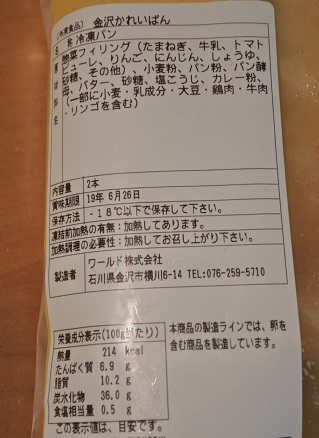 (冷凍食品) 金沢かれいぱん
名 称 冷凍パン
原材料名
惣菜フィリング(たまねぎ、牛乳、トマト
ピューレ、りんご、にんじん、しょうゆ、
砂糖、その他)、小麦粉、パン粉、パン酵
母、バター、砂糖、塩こうじ、カレー粉、
(一部に小麦・乳成分・大豆・鶏肉・牛肉
・リンゴを含む)
内容量 2本
賞味期限 19年 6月26日
保存方法 -18℃以下で保存して下さい。
凍結前加熱の有無：加熱してあります。
加熱調理の必要性：加熱してお召し上がり下さい。
製造者 ワールド株式会社
石川県金沢市横川6-14 TEL:076-259-5710
栄養成分表示(100g当たり)
熱量 214 kcal
たんぱく質 6.9 g
脂質 10.2 g
炭水化物 36.0 g
食塩相当量 0.5 g
この表示値は、目安です。
本商品の製造ラインでは、卵を
含む商品を製造しています。